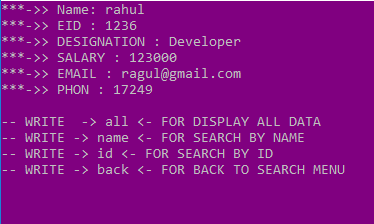 ***->> Name: rahul
***->> EID : 1236
***->> DESIGNATION : Developer
***->> SALARY : 123000
***->> EMAIL : ragul@gmail.com
***->> PHON : 17249
-- WRITE  -> all <- FOR DISPLAY ALL DATA
-- WRITE -> name <- FOR SEARCH BY NAME
-- WRITE -> id <- FOR SEARCH BY ID
-- WRITE -> back <- FOR BACK TO SEARCH MENU